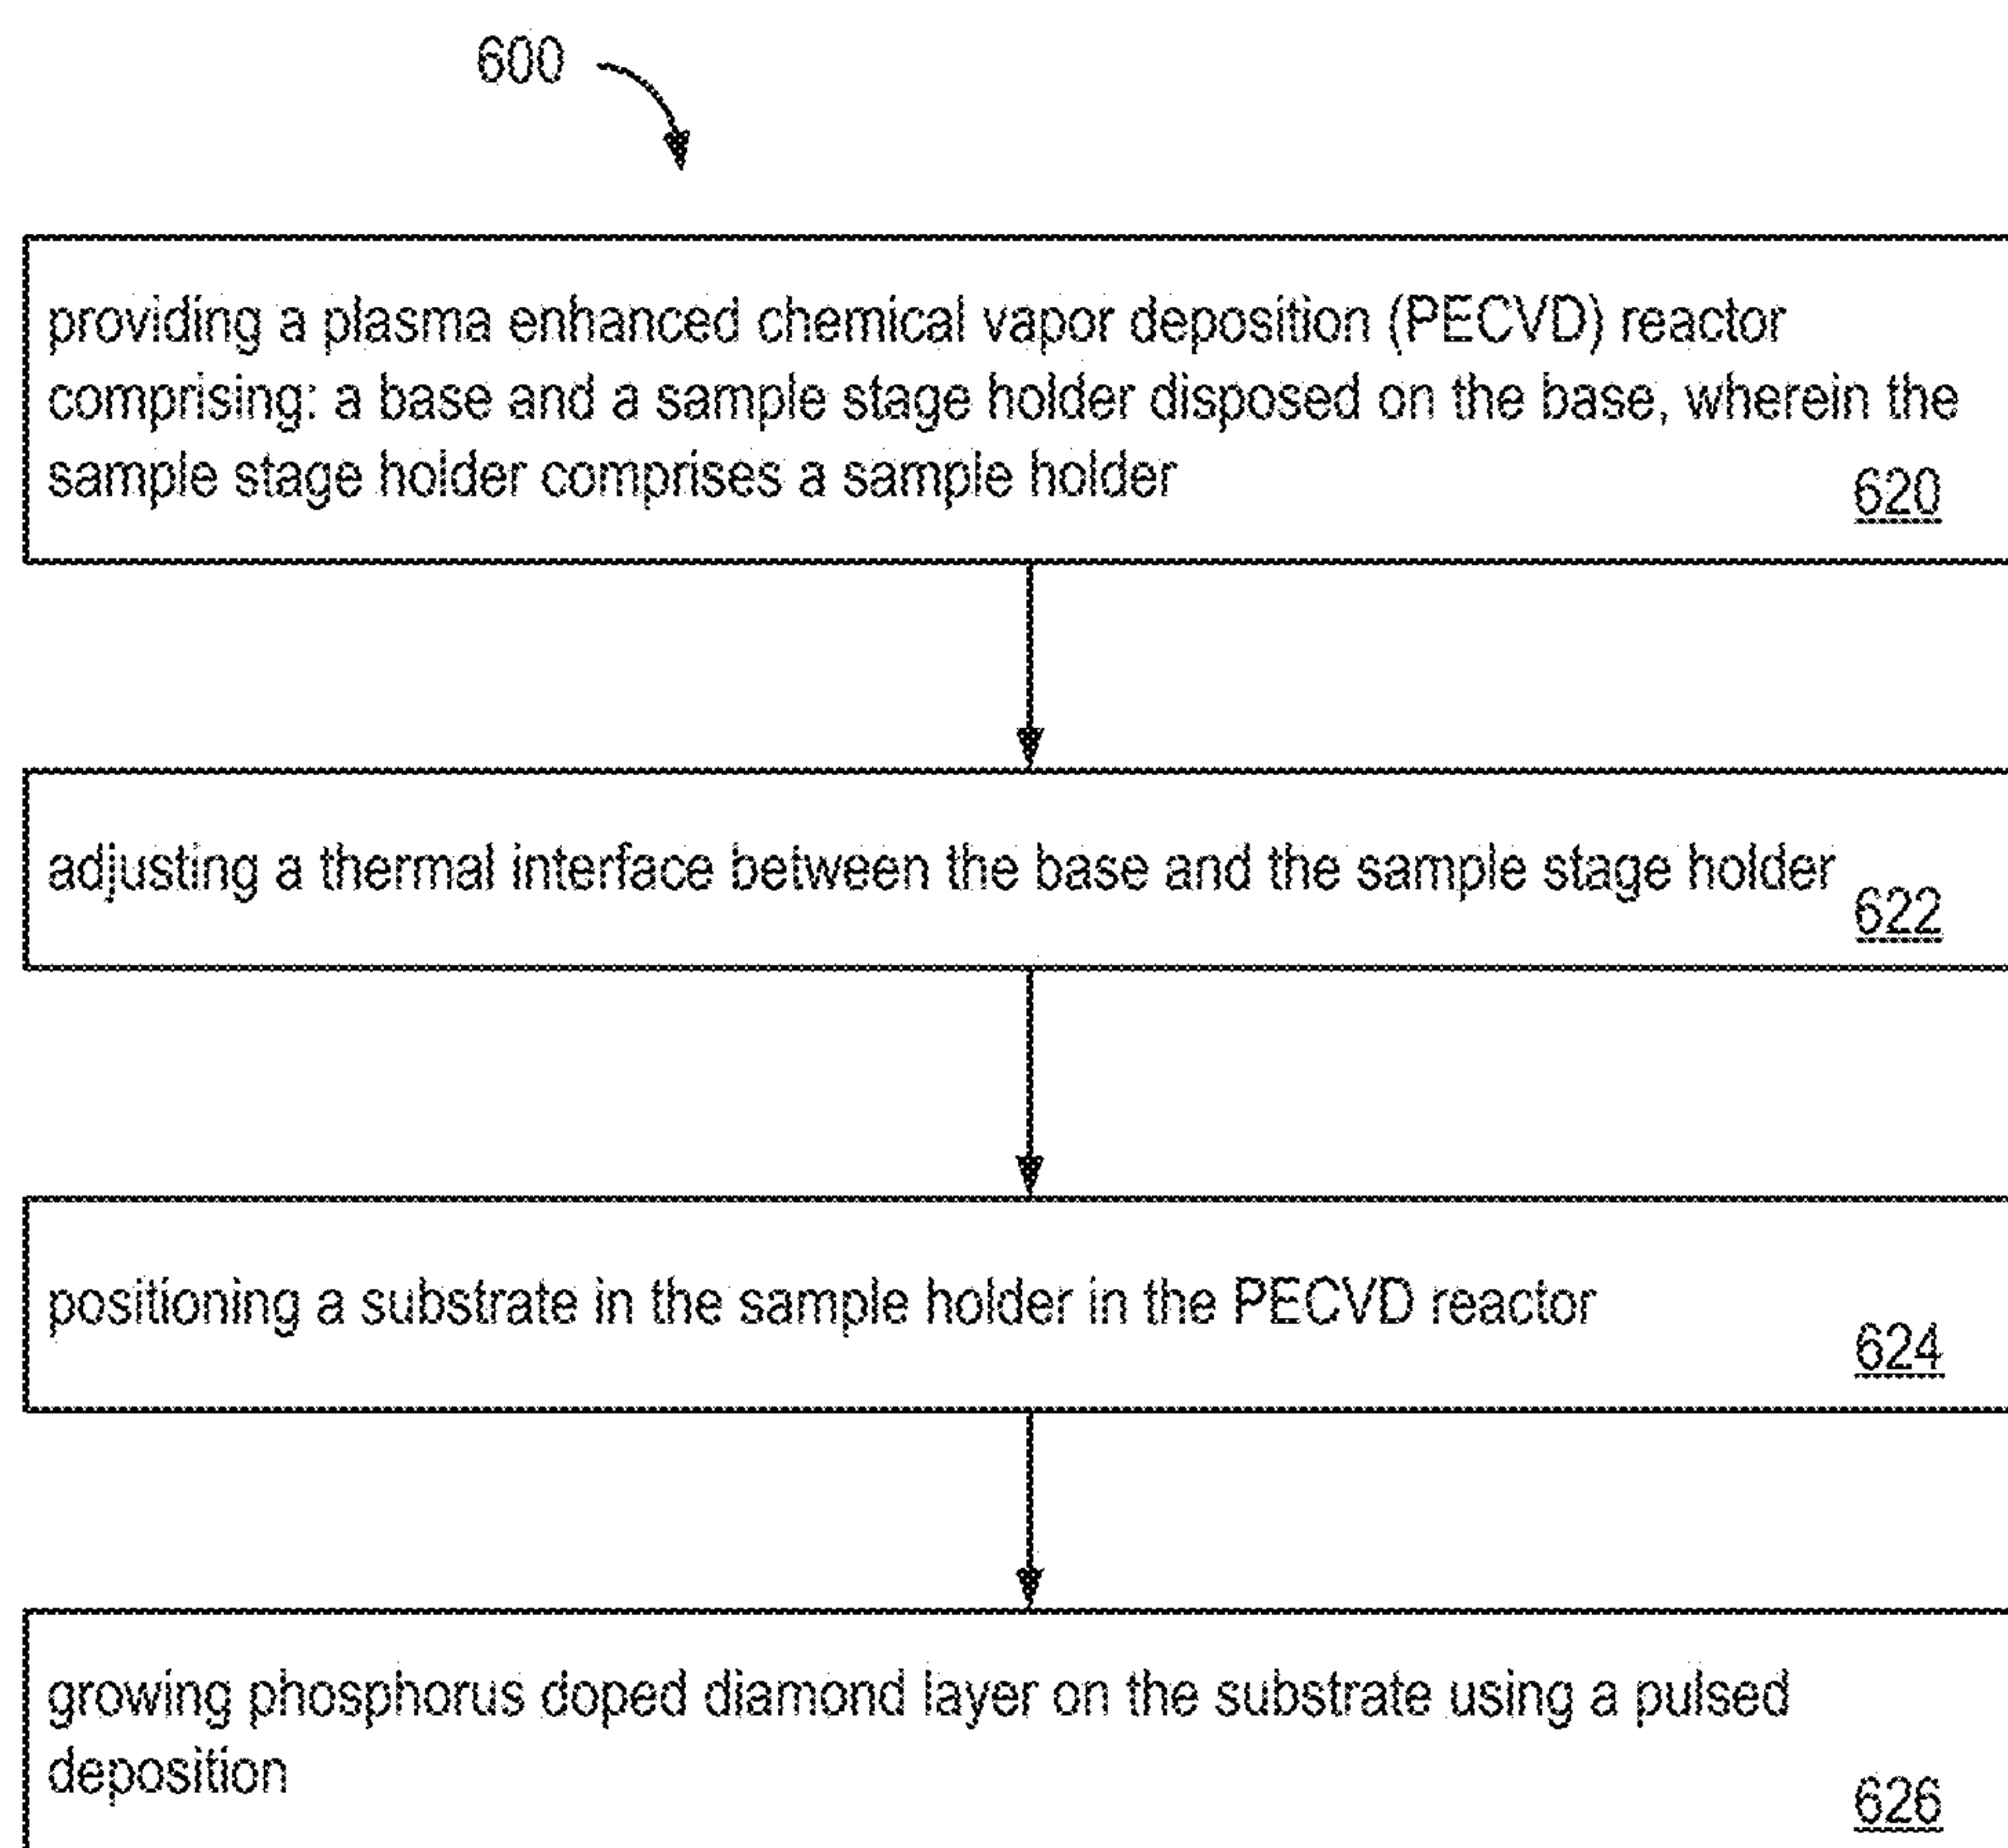 600
providing a plasma enhanced chemical vapor deposition (PECVD) reactor
comprising: a base and a sample stage holder disposed on the base, wherein the
sample stage holder comprises a sample holder
620
adjusting a thermal interface between the base and the sample stage holder
622
positioning a substrate in the sample holder in the PECVD reactor
624
growing phosphorus doped diamond layer on the substrate using a pulsed
deposition
626